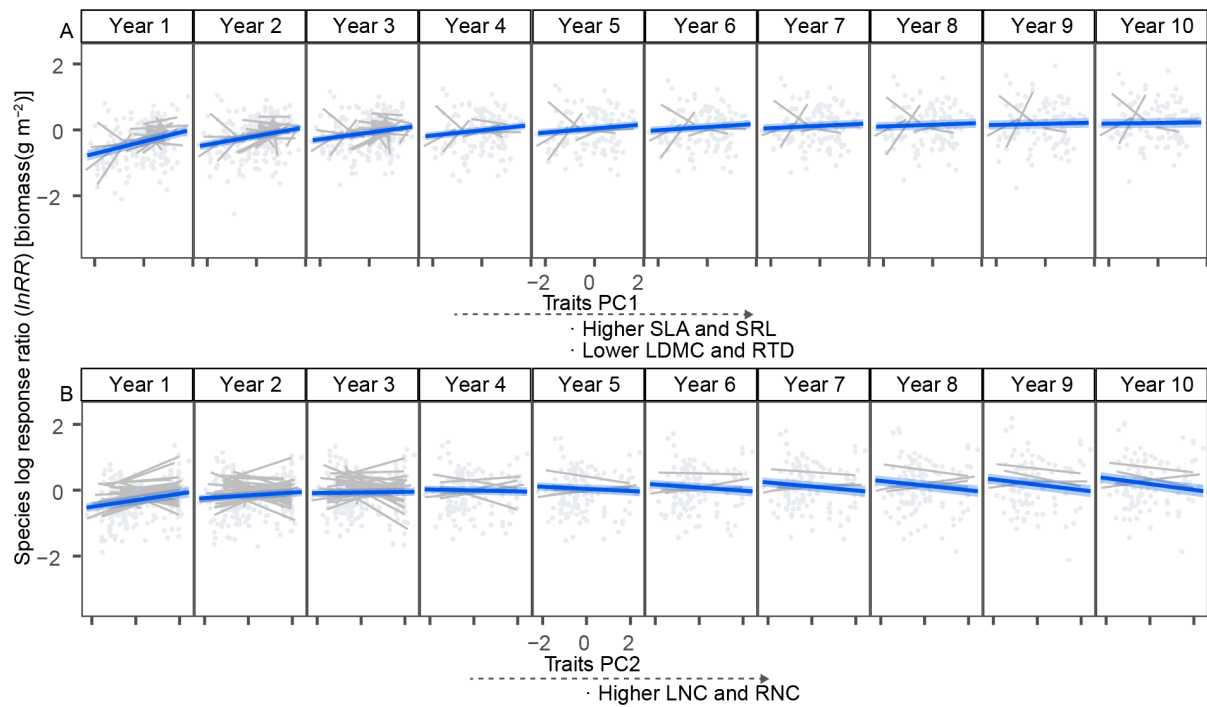 A
Year 1 Year 2 Year 3 Year 4 Year 5 Year 6 Year 7 Year 8 Year 9 Year 10
2
0
−2
−2 0 2
Traits PC1
· Higher SLA and SRL
· Lower LDMC and RTD
Species log response ratio (lnRR) [biomass(g m⁻²)]
B
Year 1 Year 2 Year 3 Year 4 Year 5 Year 6 Year 7 Year 8 Year 9 Year 10
2
0
−2
−2 0 2
Traits PC2
· Higher LNC and RNC